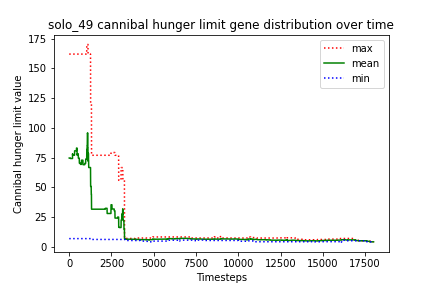 solo_49 cannibal hunger limit gene distribution over time
175
150
125
100
75
50
25
0
Cannibal hunger limit value
max
mean
min
0 2500 5000 7500 10000 12500 15000 17500
Timesteps